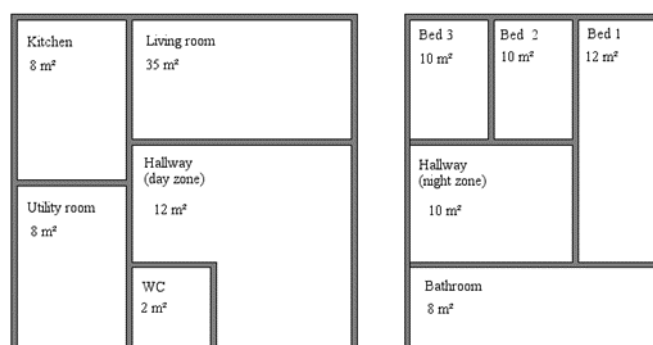 Kitchen
8 m²
Living room
35 m²
Hallway
(day zone)
12 m²
Utility room
8 m²
WC
2 m²
Bed 3
10 m²
Bed 2
10 m²
Bed 1
12 m²
Hallway
(night zone)
10 m²
Bathroom
8 m²